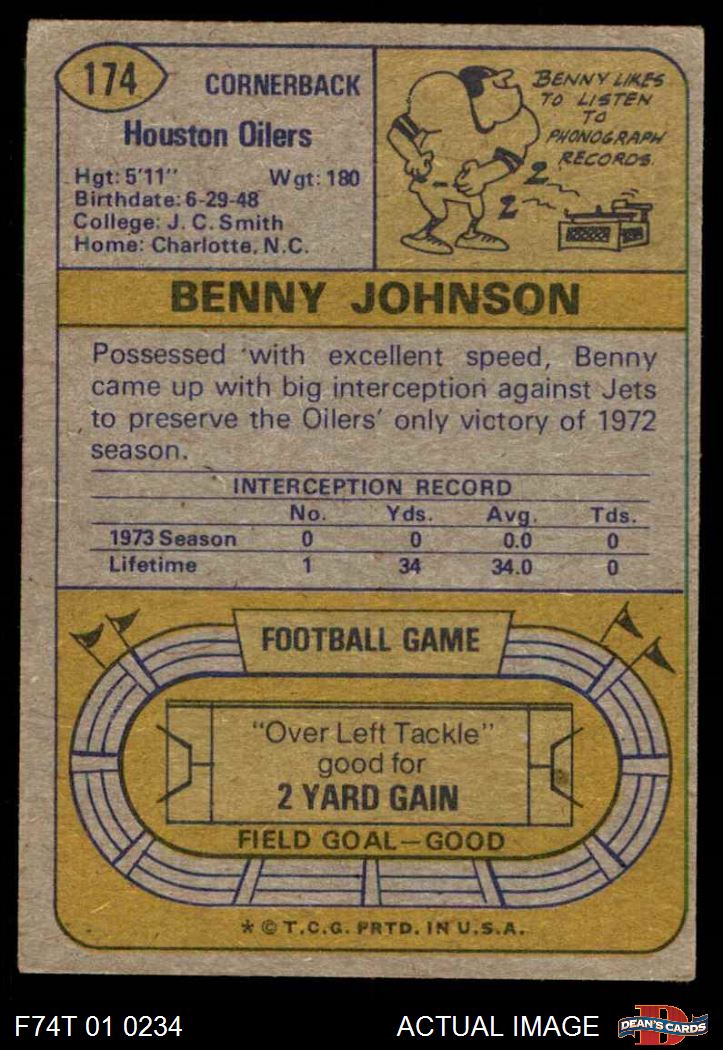 174
CORNERBACK
Houston Oilers
Hgt: 5'11" Wgt: 180
Birthdate: 6-29-48
College: J. C. Smith
Home: Charlotte, N.C.
BENNY LIKES
TO LISTEN
TO
PHONOGRAPH
RECORDS.
BENNY JOHNSON
Possessed with excellent speed, Benny
came up with big interception against Jets
to preserve the Oilers' only victory of 1972
season.
INTERCEPTION RECORD
No. Yds. Avg. Tds.
1973 Season 0 0 0.0 0
Lifetime 1 34 34.0 0
FOOTBALL GAME
"Over Left Tackle"
good for
2 YARD GAIN
FIELD GOAL—GOOD
* © T.C.G. PRTD. IN U.S.A.
F74T 01 0234
ACTUAL IMAGE
D
DEAN'S CARDS